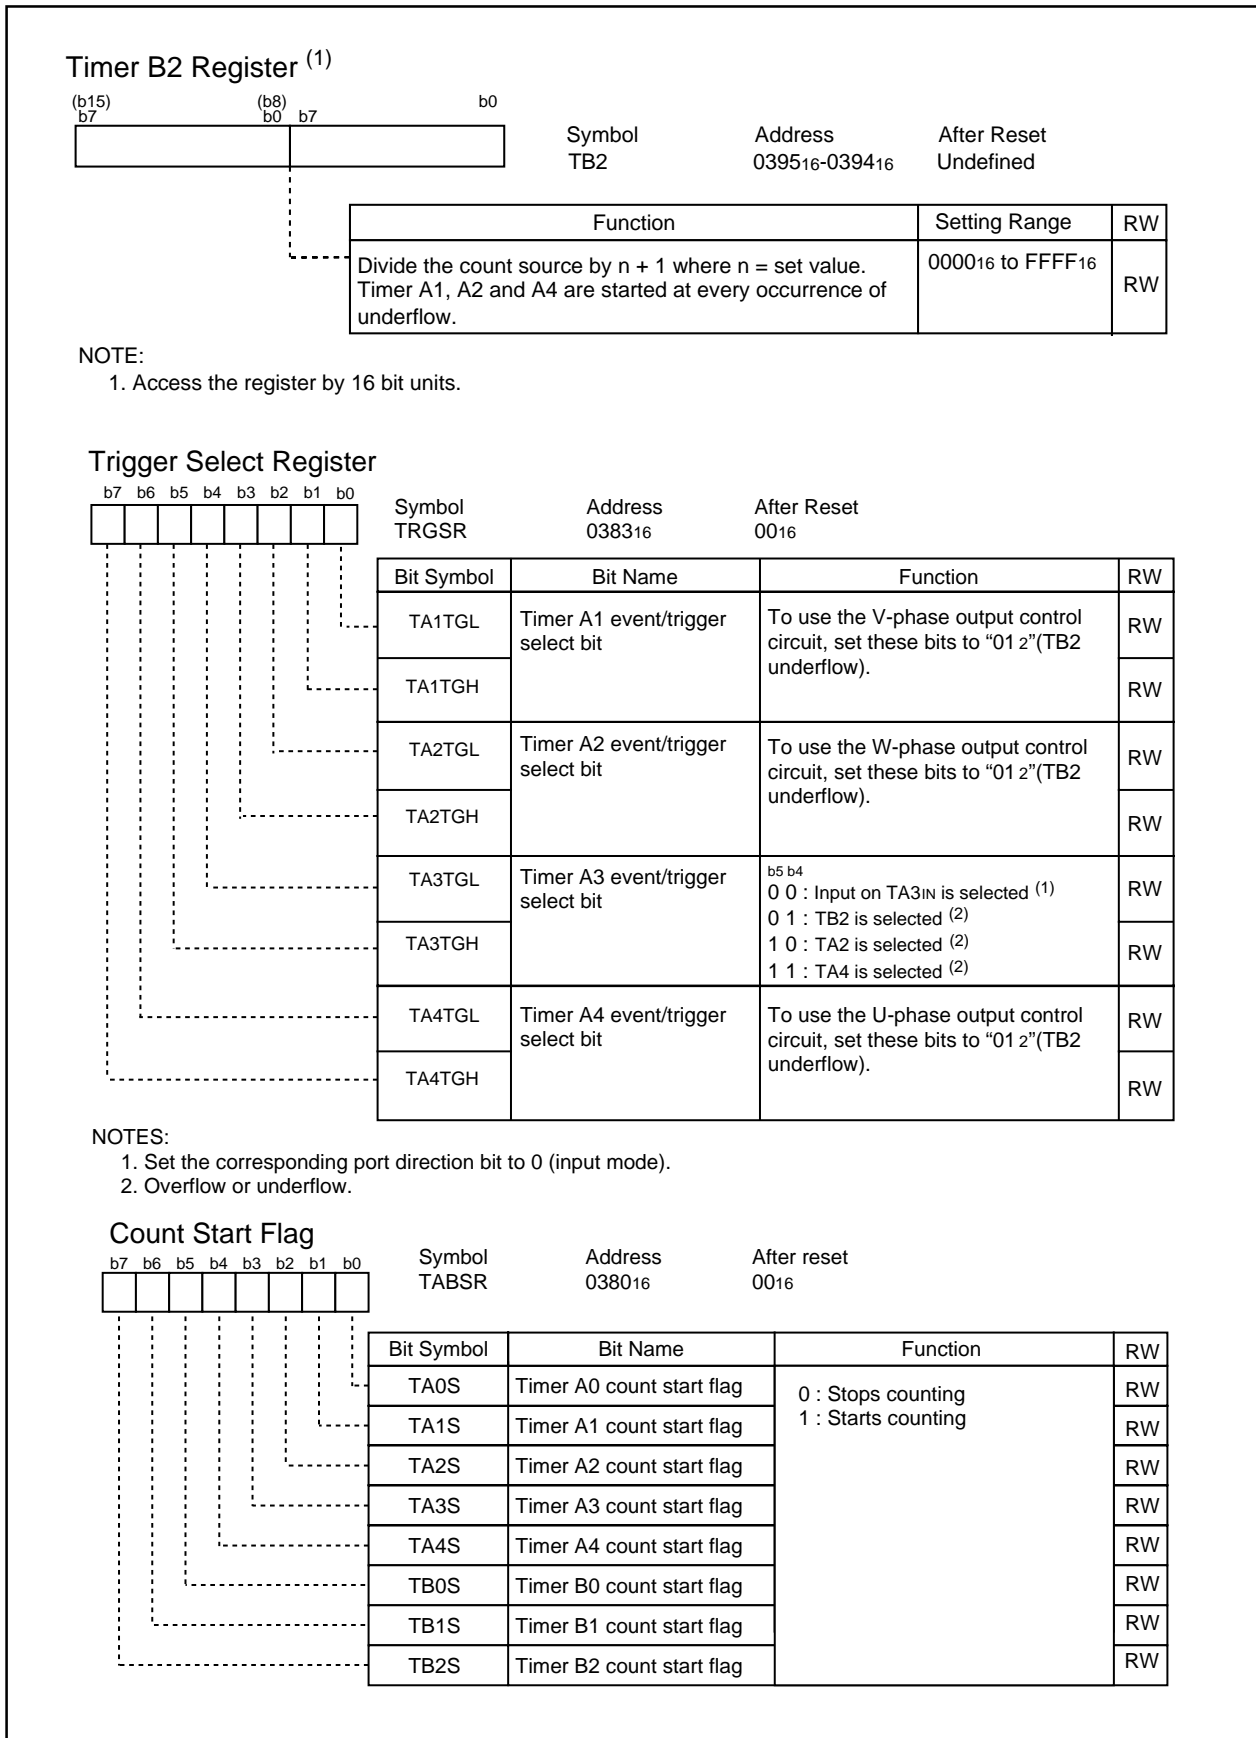 Timer B2 Register (1)
(b15) (b8)
b7 b0 b7 b0
Symbol Address After Reset
TB2 039516-039416 Undefined
Function Setting Range RW
Divide the count source by n + 1 where n = set value. 000016 to FFFF16 RW
Timer A1, A2 and A4 are started at every occurrence of
underflow.
NOTE:
1. Access the register by 16 bit units.
Trigger Select Register
b7 b6 b5 b4 b3 b2 b1 b0
Symbol Address After Reset
TRGSR 038316 0016
Bit Symbol Bit Name Function RW
TA1TGL Timer A1 event/trigger To use the V-phase output control RW
select bit circuit, set these bits to “01 2”(TB2
underflow).
TA1TGH RW
TA2TGL Timer A2 event/trigger To use the W-phase output control RW
select bit circuit, set these bits to “01 2”(TB2
underflow).
TA2TGH RW
TA3TGL Timer A3 event/trigger b5 b4 RW
select bit 0 0 : Input on TA3IN is selected (1)
0 1 : TB2 is selected (2)
TA3TGH 1 0 : TA2 is selected (2) RW
1 1 : TA4 is selected (2)
TA4TGL Timer A4 event/trigger To use the U-phase output control RW
select bit circuit, set these bits to “01 2”(TB2
underflow).
TA4TGH RW
NOTES:
1. Set the corresponding port direction bit to 0 (input mode).
2. Overflow or underflow.
Count Start Flag
b7 b6 b5 b4 b3 b2 b1 b0
Symbol Address After reset
TABSR 038016 0016
Bit Symbol Bit Name Function RW
TA0S Timer A0 count start flag 0 : Stops counting RW
TA1S Timer A1 count start flag 1 : Starts counting RW
TA2S Timer A2 count start flag RW
TA3S Timer A3 count start flag RW
TA4S Timer A4 count start flag RW
TB0S Timer B0 count start flag RW
TB1S Timer B1 count start flag RW
TB2S Timer B2 count start flag RW